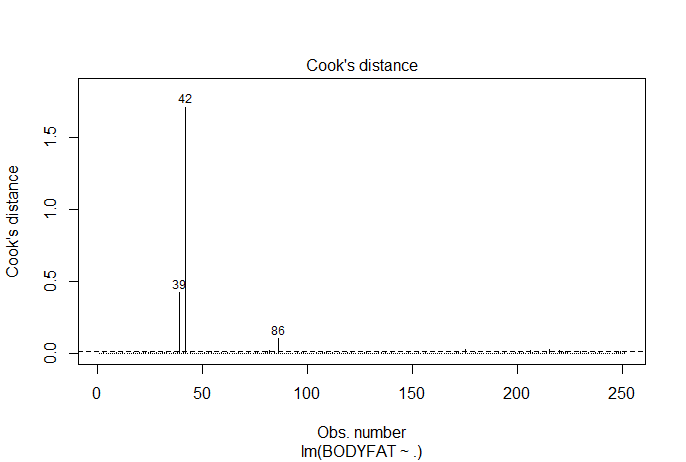 Cook's distance
42
39
86
Cook's distance
0.0 0.5 1.0 1.5
0 50 100 150 200 250
Obs. number
lm(BODYFAT ~ .)